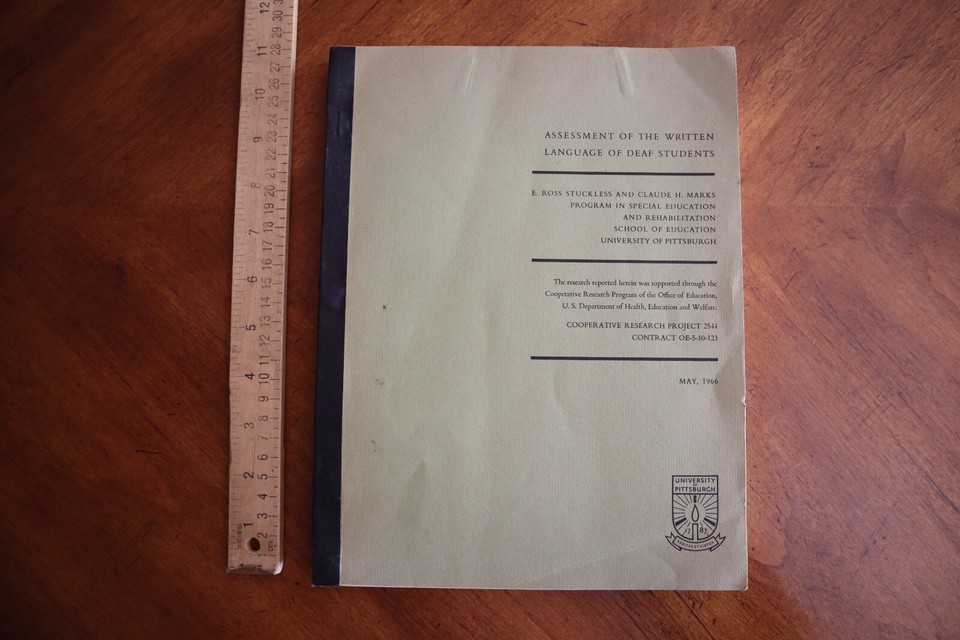 ASSESSMENT OF THE WRITTEN
LANGUAGE OF DEAF STUDENTS
E. ROSS STUCKLESS AND CLAUDE H. MARKS
PROGRAM IN SPECIAL EDUCATION
AND REHABILITATION
SCHOOL OF EDUCATION
UNIVERSITY OF PITTSBURGH
The research reported herein was supported through the
Cooperative Research Program of the Office of Education,
U. S. Department of Health, Education and Welfare.
COOPERATIVE RESEARCH PROJECT 2544
CONTRACT OE-5-10-123
MAY, 1966
UNIVERSITY
OF
PITTSBURGH
1787